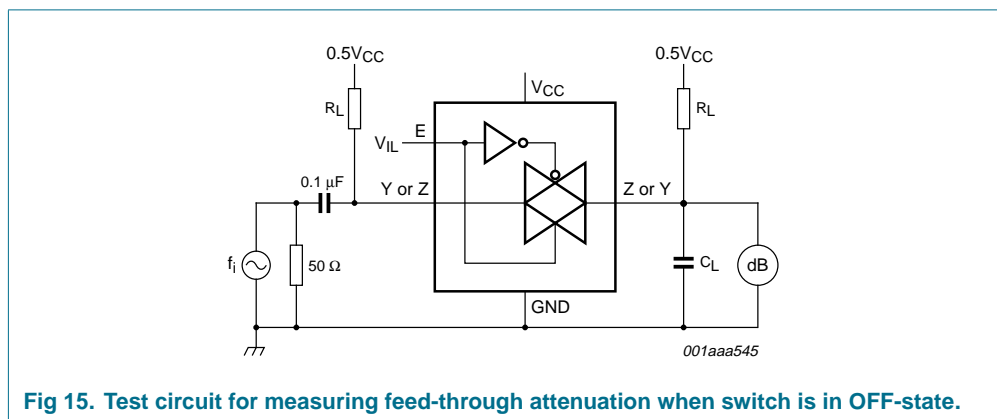 0.5VCC
0.5VCC
VCC
RL
RL
E
VIL
0.1 μF
Y or Z
Z or Y
fi
50 Ω
CL
dB
GND
001aaa545
Fig 15. Test circuit for measuring feed-through attenuation when switch is in OFF-state.